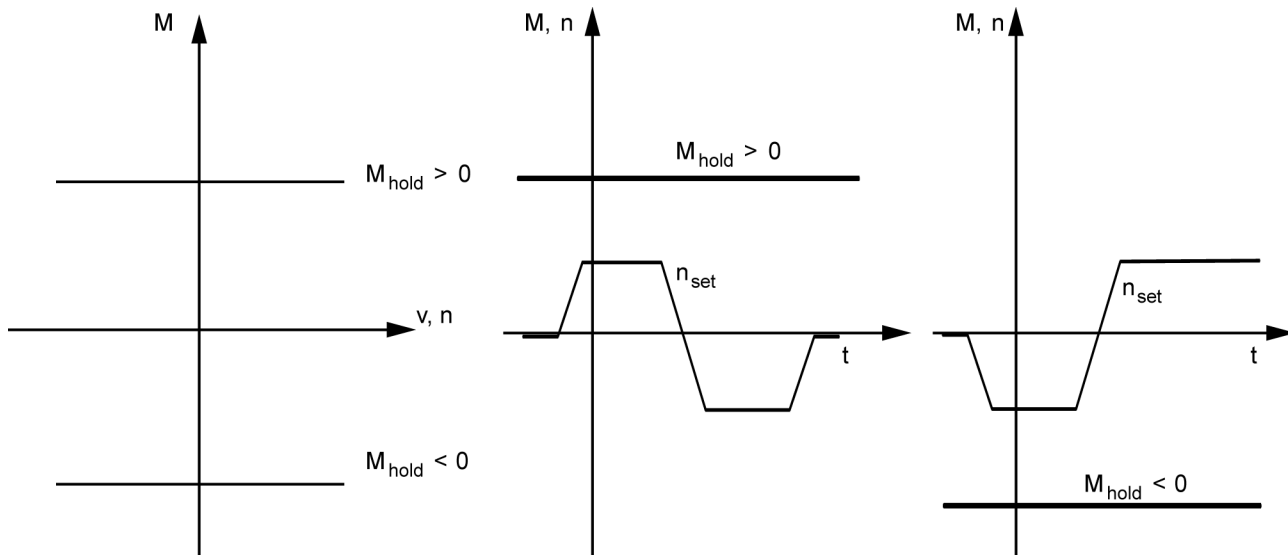 M
M_hold > 0
v, n
M_hold < 0
M, n
M_hold > 0
n_set
t
M, n
n_set
t
M_hold < 0